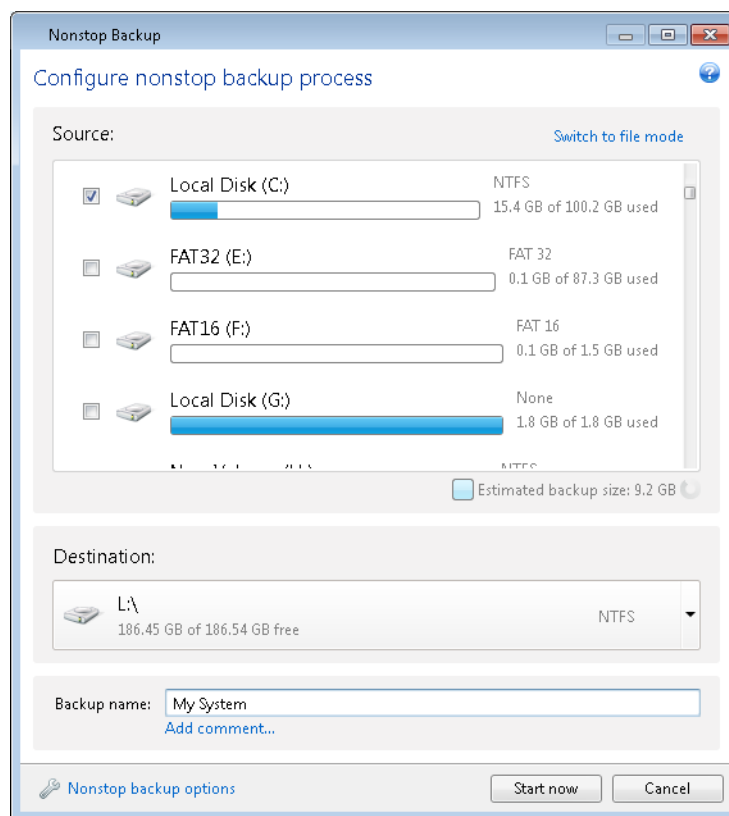 Nonstop Backup
Configure nonstop backup process
Source:
Switch to file mode
Local Disk (C:)
NTFS
15.4 GB of 100.2 GB used
FAT32 (E:)
FAT 32
0.1 GB of 87.3 GB used
FAT16 (F:)
FAT 16
0.1 GB of 1.5 GB used
Local Disk (G:)
None
1.8 GB of 1.8 GB used
NTFS
Estimated backup size: 9.2 GB
Destination:
L:\
186.45 GB of 186.54 GB free
NTFS
Backup name:
My System
Add comment...
Nonstop backup options
Start now
Cancel